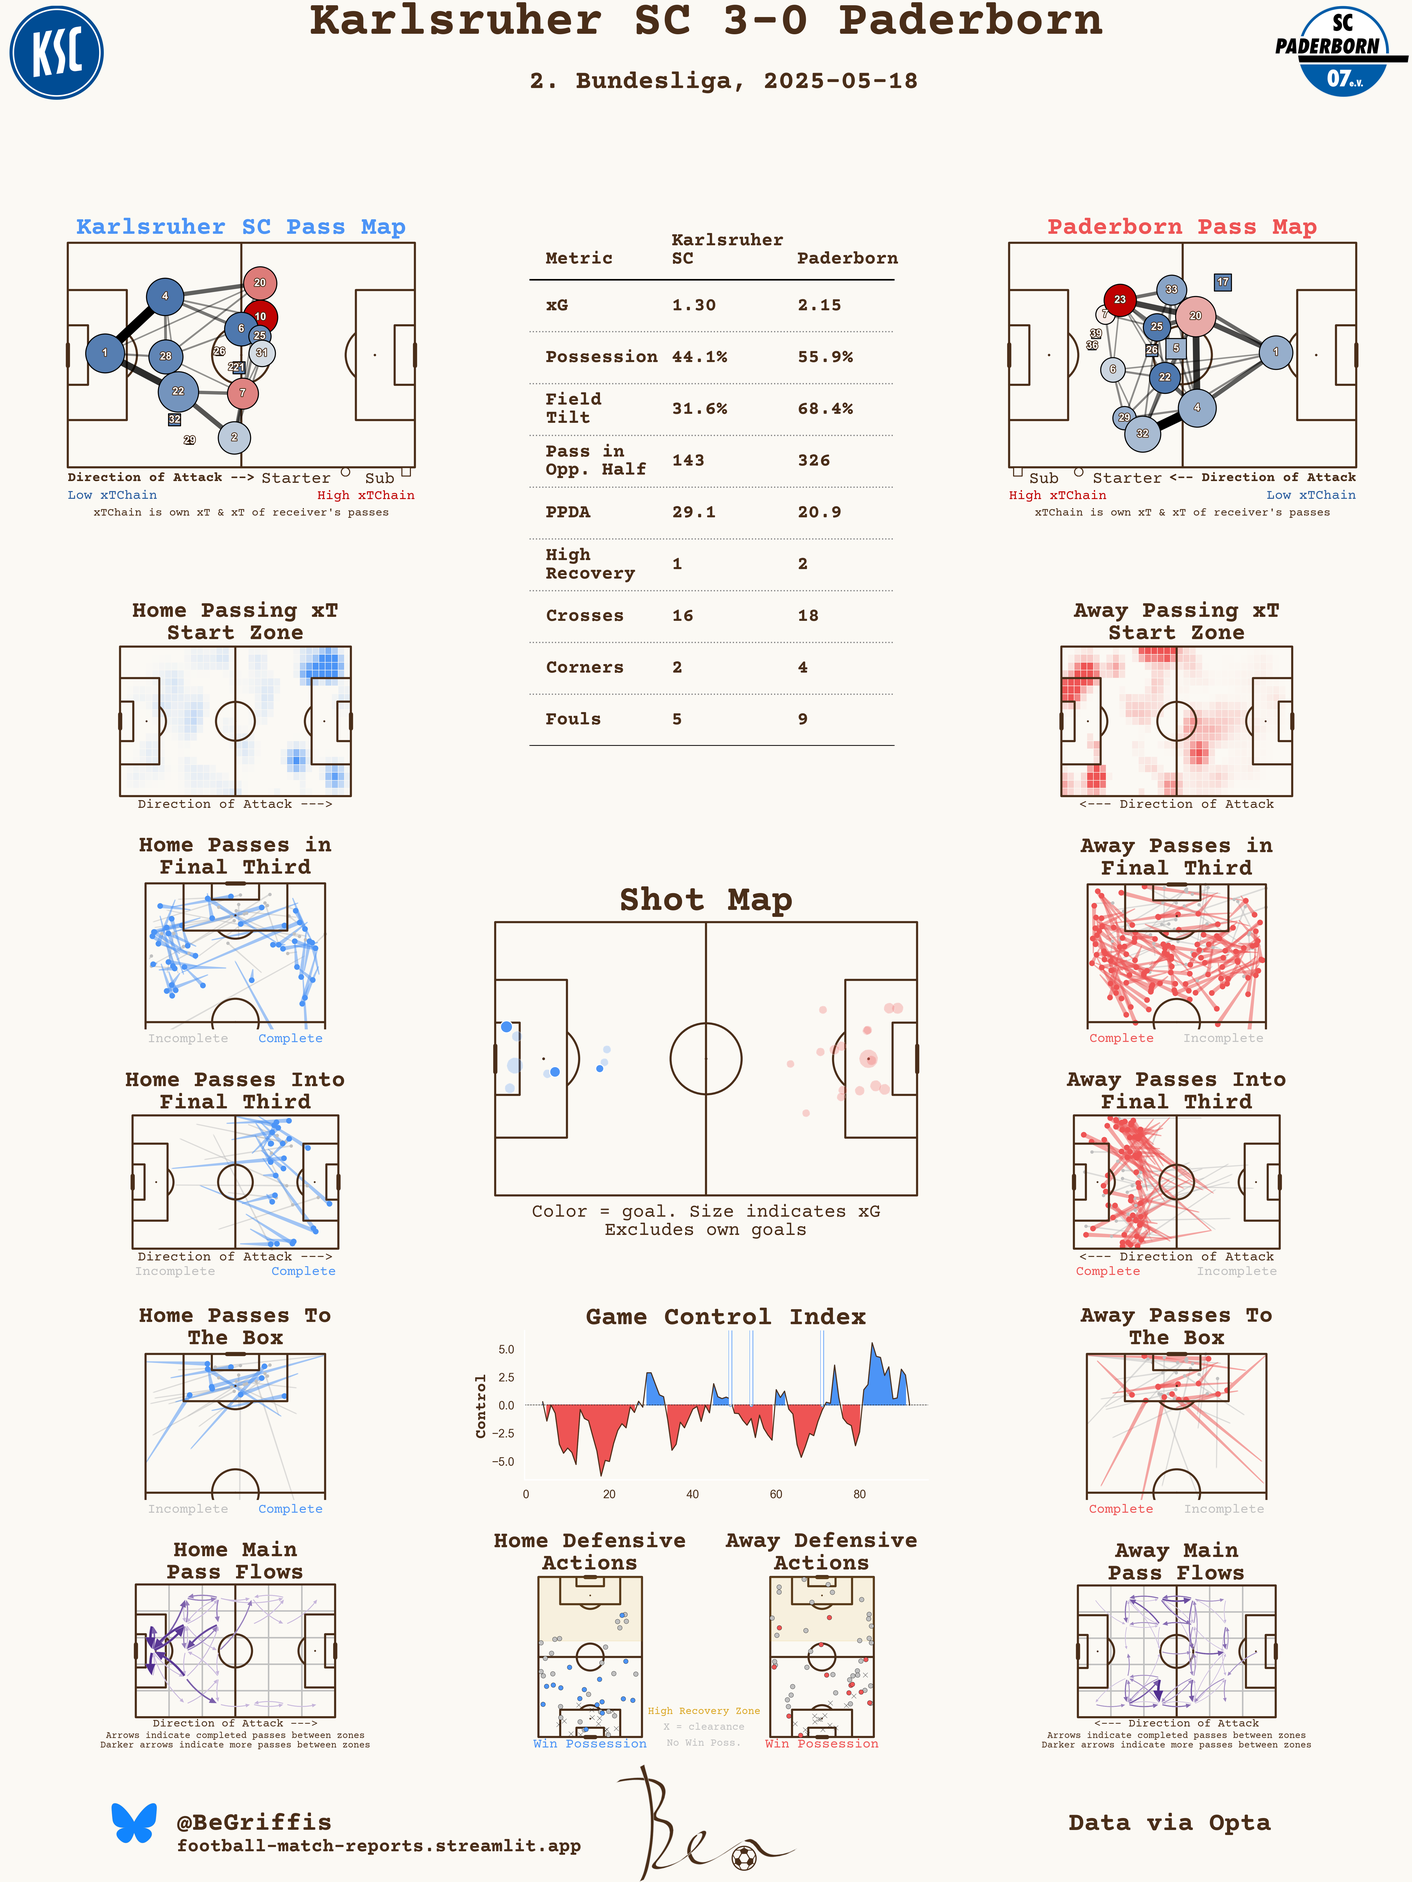 Karlsruher SC 3-0 Paderborn
2. Bundesliga, 2025-05-18
KSC
SC
PADERBORN
07 e.V.
Karlsruher SC Pass Map
20
4
10
6
25
1
26
31
28
21
22
7
32
2
29
Direction of Attack --> Starter Sub
Low xTChain High xTChain
xTChain is own xT & xT of receiver's passes
Metric Karlsruher SC Paderborn
xG 1.30 2.15
Possession 44.1% 55.9%
Field Tilt 31.6% 68.4%
Pass in Opp. Half 143 326
PPDA 29.1 20.9
High Recovery 1 2
Crosses 16 18
Corners 2 4
Fouls 5 9
Paderborn Pass Map
17
33
23
7
20
25
39
36
26
5
1
6
22
29
4
32
Sub Starter <-- Direction of Attack
High xTChain Low xTChain
xTChain is own xT & xT of receiver's passes
Home Passing xT
Start Zone
Direction of Attack --->
Away Passing xT
Start Zone
<--- Direction of Attack
Home Passes in
Final Third
Incomplete Complete
Away Passes in
Final Third
Complete Incomplete
Shot Map
Color = goal. Size indicates xG
Excludes own goals
Home Passes Into
Final Third
Direction of Attack --->
Incomplete Complete
Away Passes Into
Final Third
<--- Direction of Attack
Complete Incomplete
Home Passes To
The Box
Incomplete Complete
Game Control Index
Control
5.0
2.5
0.0
−2.5
−5.0
0 20 40 60 80
Away Passes To
The Box
Complete Incomplete
Home Main
Pass Flows
Direction of Attack --->
Arrows indicate completed passes between zones
Darker arrows indicate more passes between zones
Home Defensive
Actions
Win Possession
High Recovery Zone
X = clearance
No Win Poss.
Away Defensive
Actions
Win Possession
Away Main
Pass Flows
<--- Direction of Attack
Arrows indicate completed passes between zones
Darker arrows indicate more passes between zones
@BeGriffis
football-match-reports.streamlit.app
Ben
Data via Opta